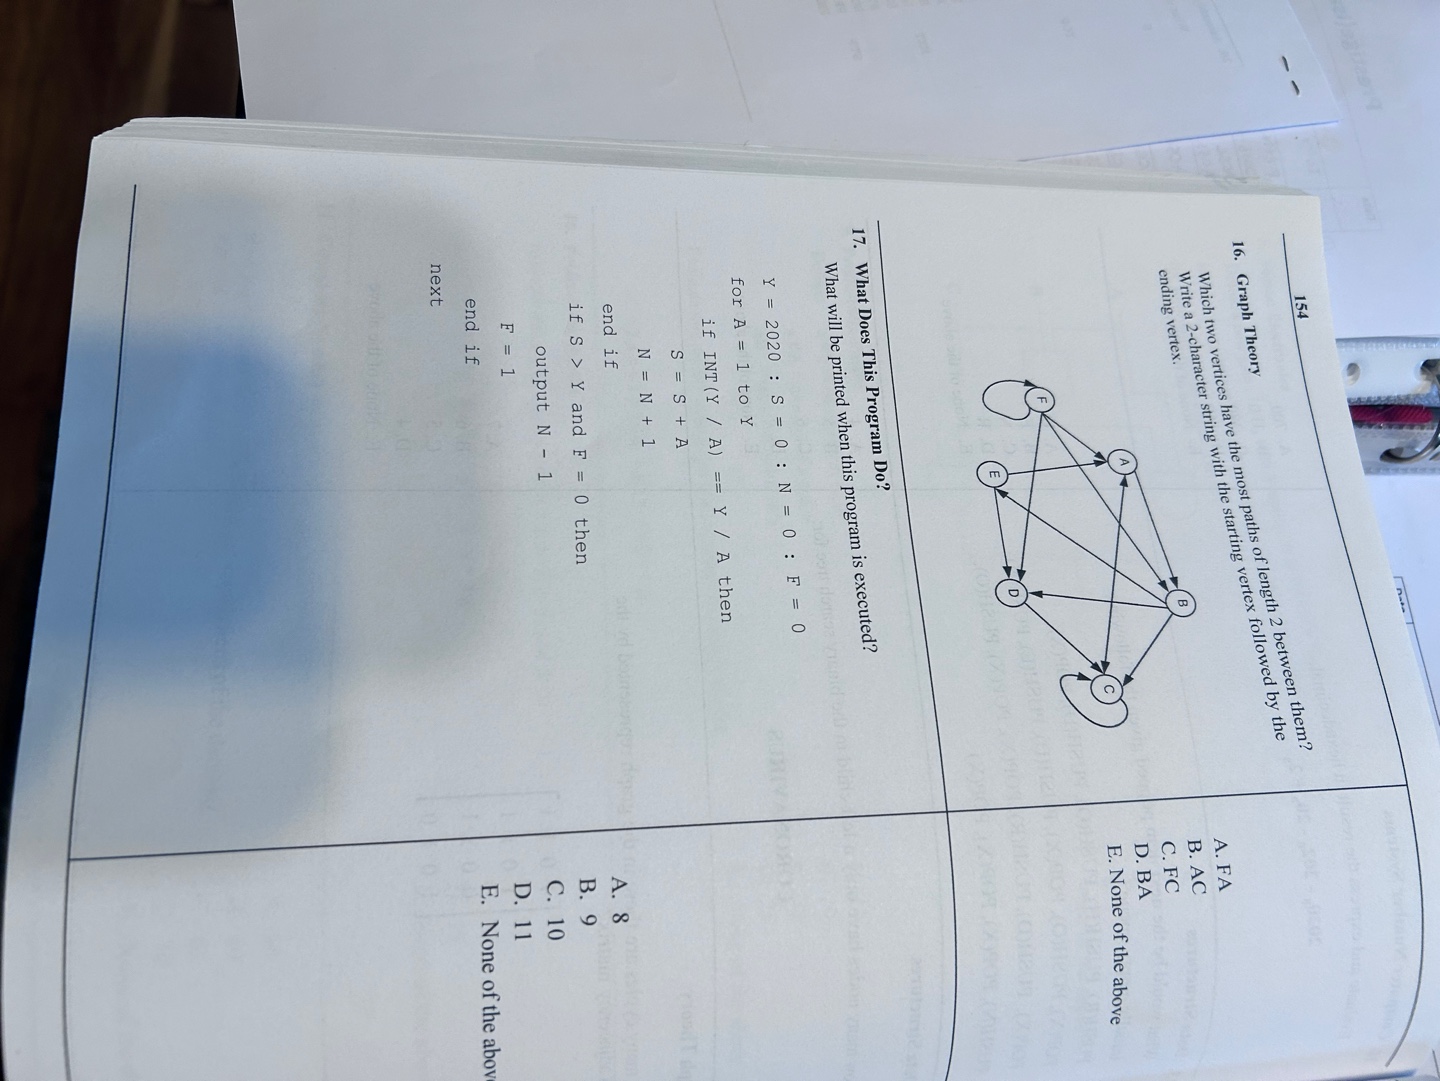 154
16. Graph Theory
Which two vertices have the most paths of length 2 between them?
Write a 2-character string with the starting vertex followed by the
ending vertex.
A
B
C
F
E
D
A. FA
B. AC
C. FC
D. BA
E. None of the above
17. What Does This Program Do?
What will be printed when this program is executed?
Y = 2020 : S = 0 : N = 0 : F = 0
for A = 1 to Y
if INT(Y / A) == Y / A then
S = S + A
N = N + 1
end if
if S > Y and F = 0 then
output N - 1
F = 1
end if
next
A. 8
B. 9
C. 10
D. 11
E. None of the abov